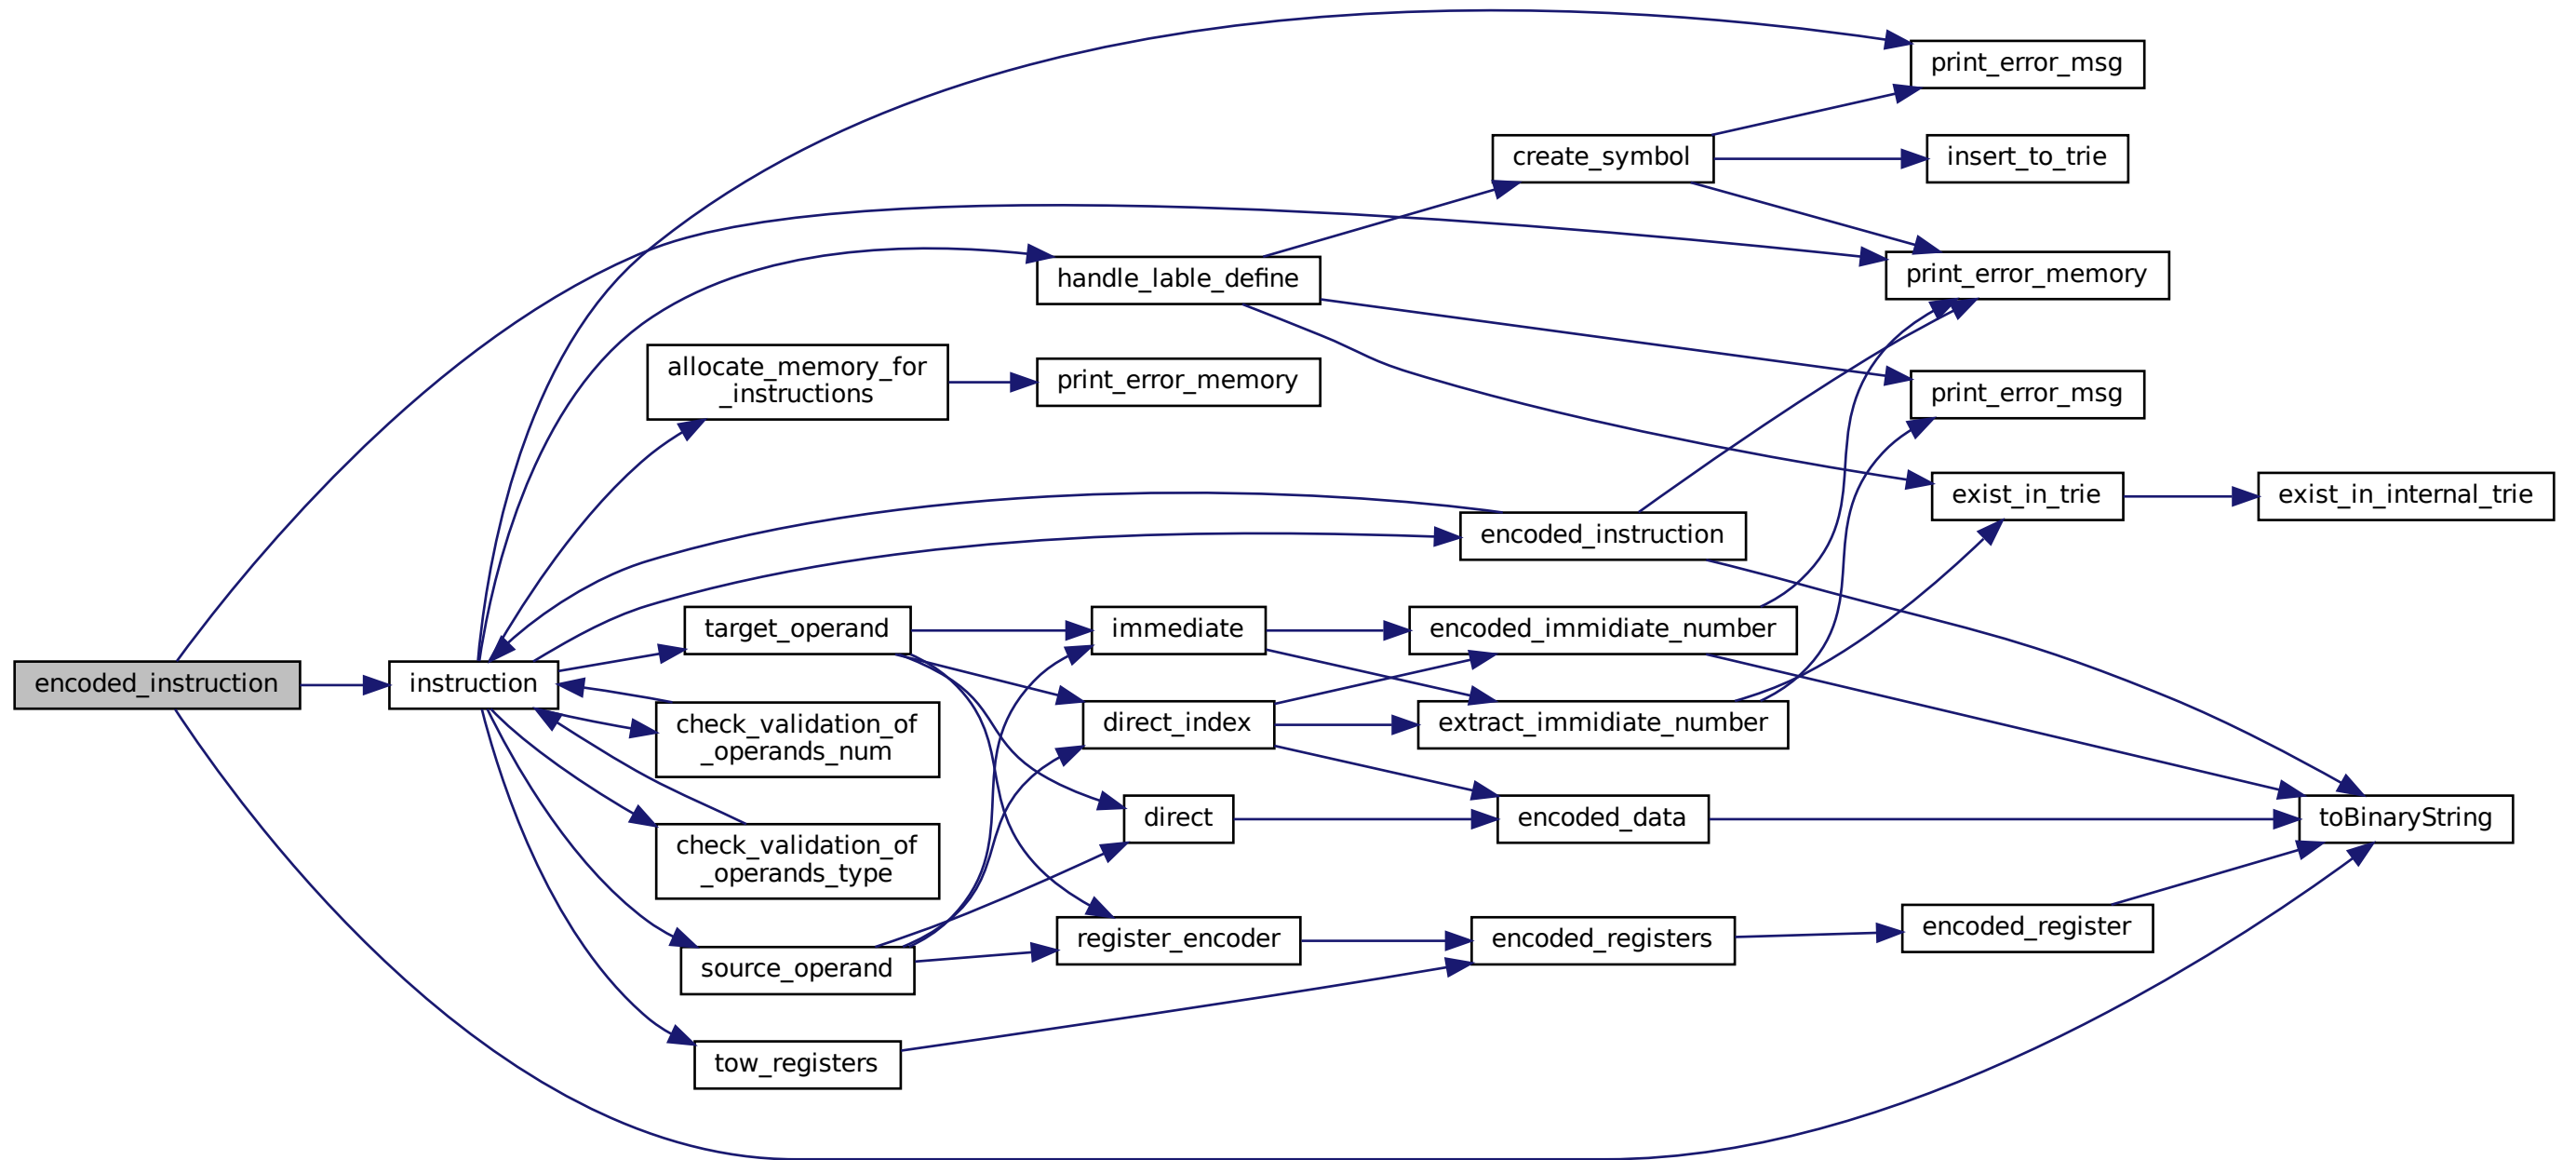 print_error_msg
create_symbol
insert_to_trie
handle_lable_define
print_error_memory
allocate_memory_for
_instructions
print_error_memory
print_error_msg
exist_in_trie
exist_in_internal_trie
encoded_instruction
target_operand
immediate
encoded_immidiate_number
encoded_instruction
instruction
check_validation_of
_operands_num
direct_index
extract_immidiate_number
direct
encoded_data
toBinaryString
check_validation_of
_operands_type
register_encoder
encoded_registers
encoded_register
source_operand
tow_registers